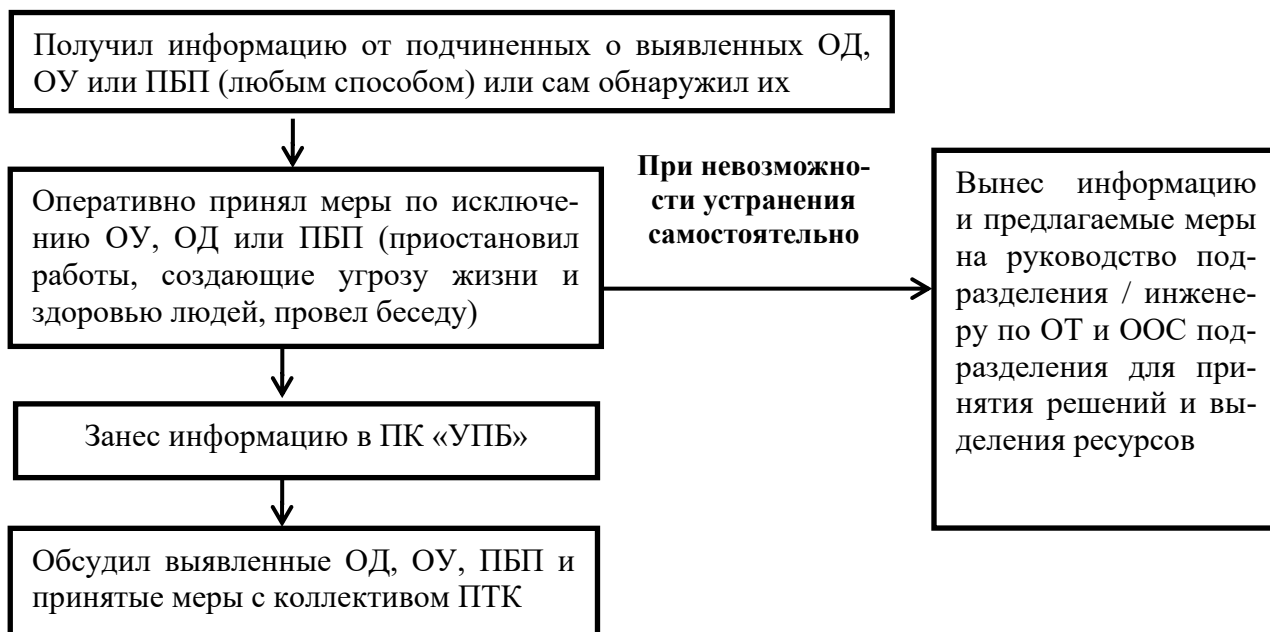 Получил информацию от подчиненных о выявленных ОД,
ОУ или ПБП (любым способом) или сам обнаружил их
Оперативно принял меры по исключе-
нию ОУ, ОД или ПБП (приостановил
работы, создающие угрозу жизни и
здоровью людей, провел беседу)
При невозможно-
сти устранения
самостоятельно
Вынес информацию
и предлагаемые меры
на руководство под-
разделения / инжене-
ру по ОТ и ООС под-
разделения для при-
нятия решений и вы-
деления ресурсов
Занес информацию в ПК «УПБ»
Обсудил выявленные ОД, ОУ, ПБП и
принятые меры с коллективом ПТК